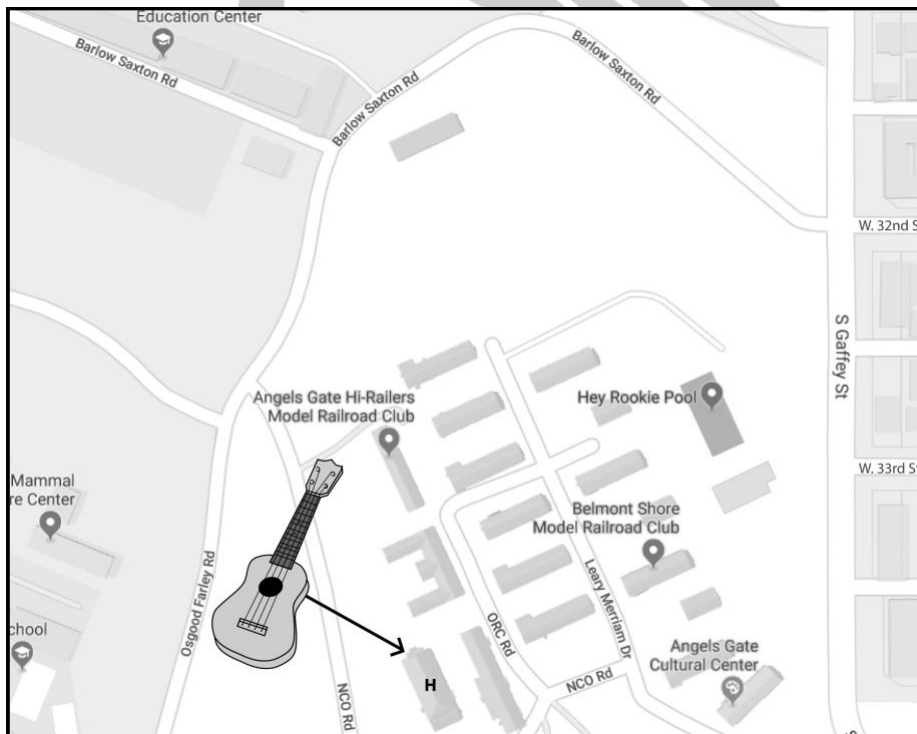 Education Center
Barlow Saxton Rd
Barlow Saxton Rd
Barlow Saxton Rd
W. 32nd S
S Gaffey St
Angels Gate Hi-Railers
Model Railroad Club
Hey Rookie Pool
W. 33rd S
Mammal
re Center
Belmont Shore
Model Railroad Club
Osgood Farley Rd
Leary Merriam Dr
ORC Rd
chool
Angels Gate
Cultural Center
NCO Rd
H
NCO Rd